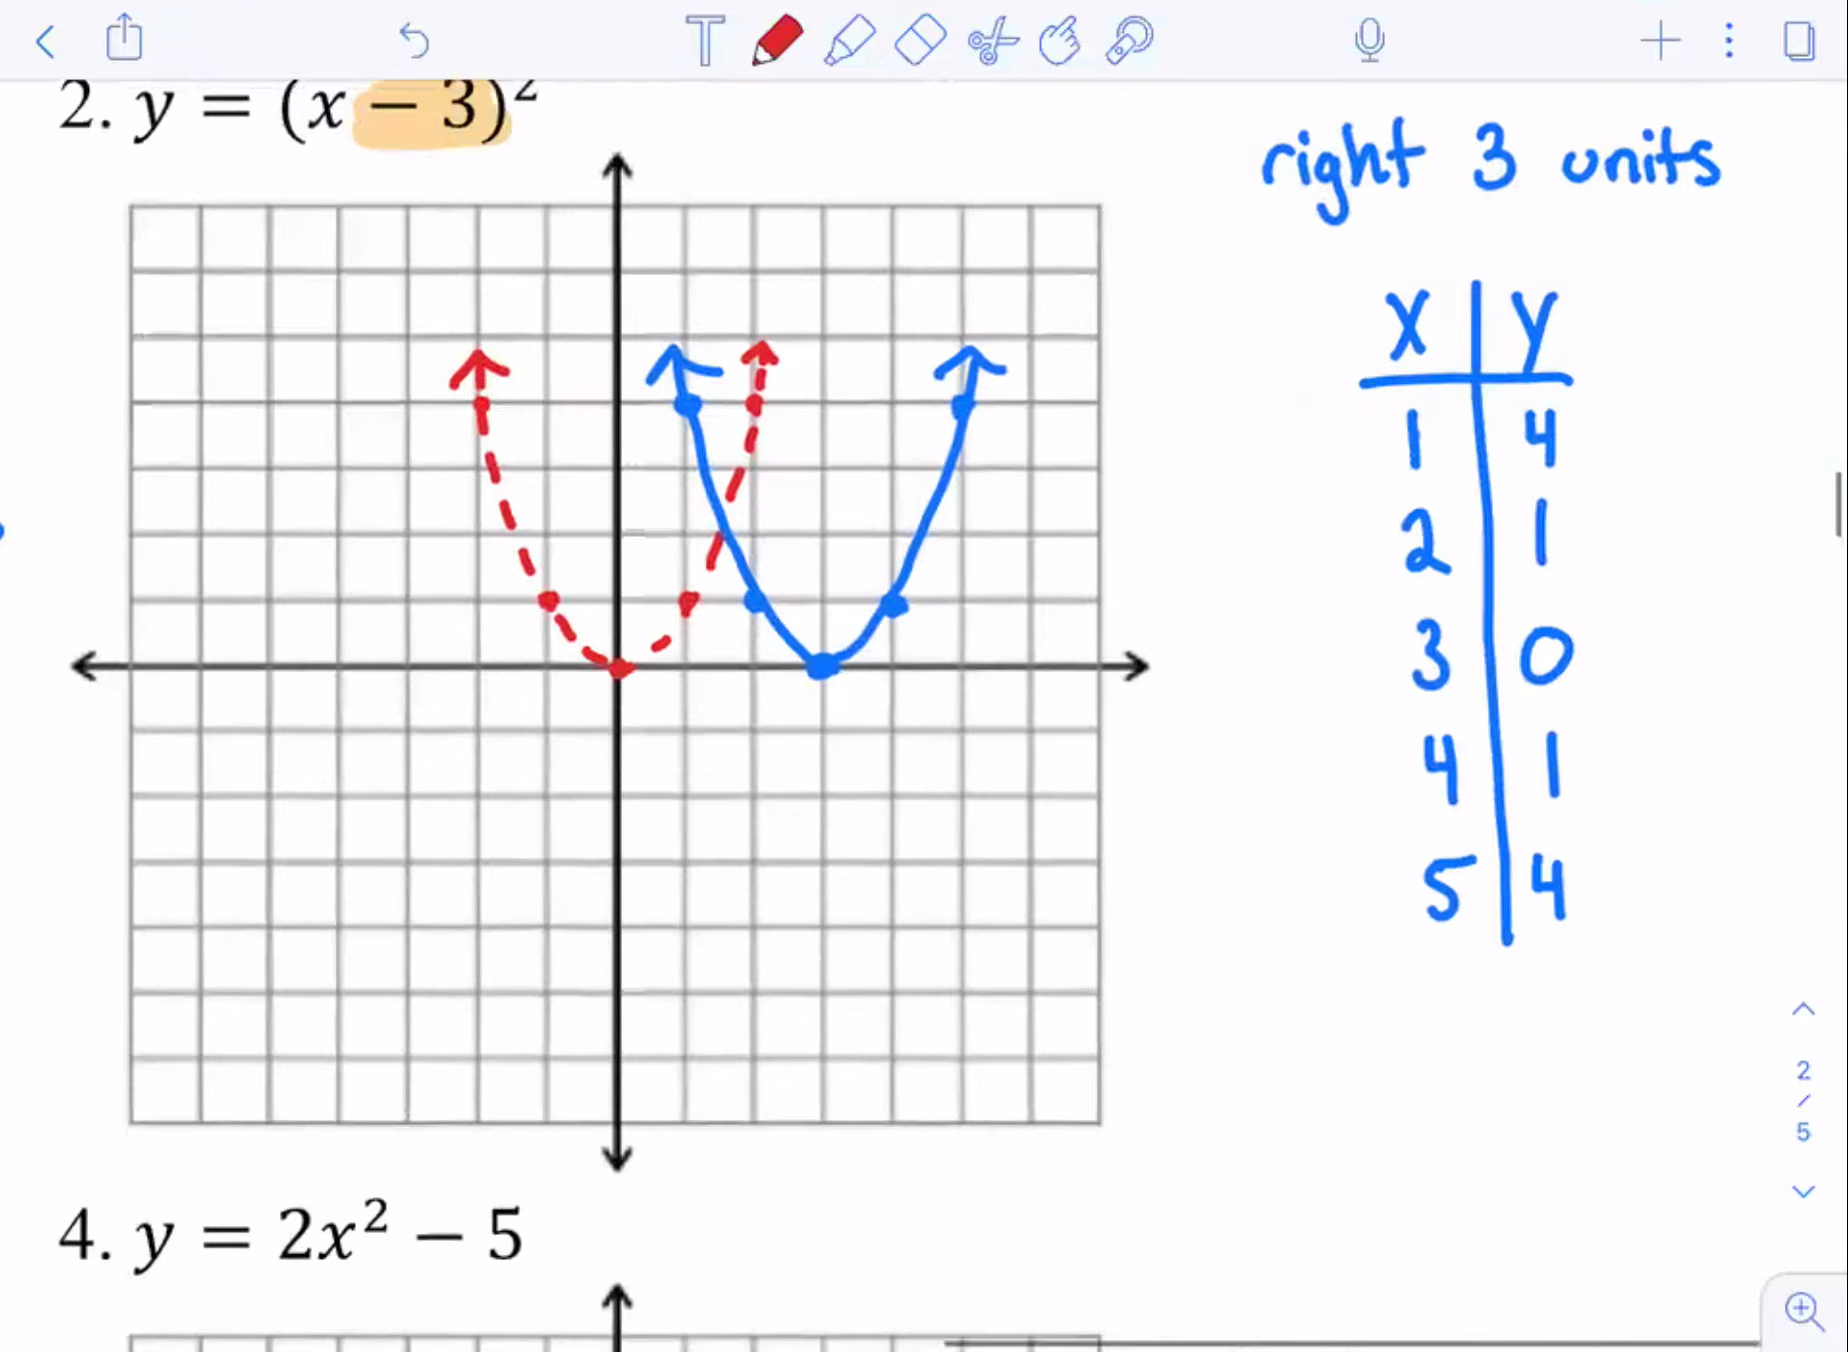 2. y = (x − 3)²
right 3 units
x y
1 4
2 1
3 0
4 1
5 4
2
/
5
4. y = 2x² − 5